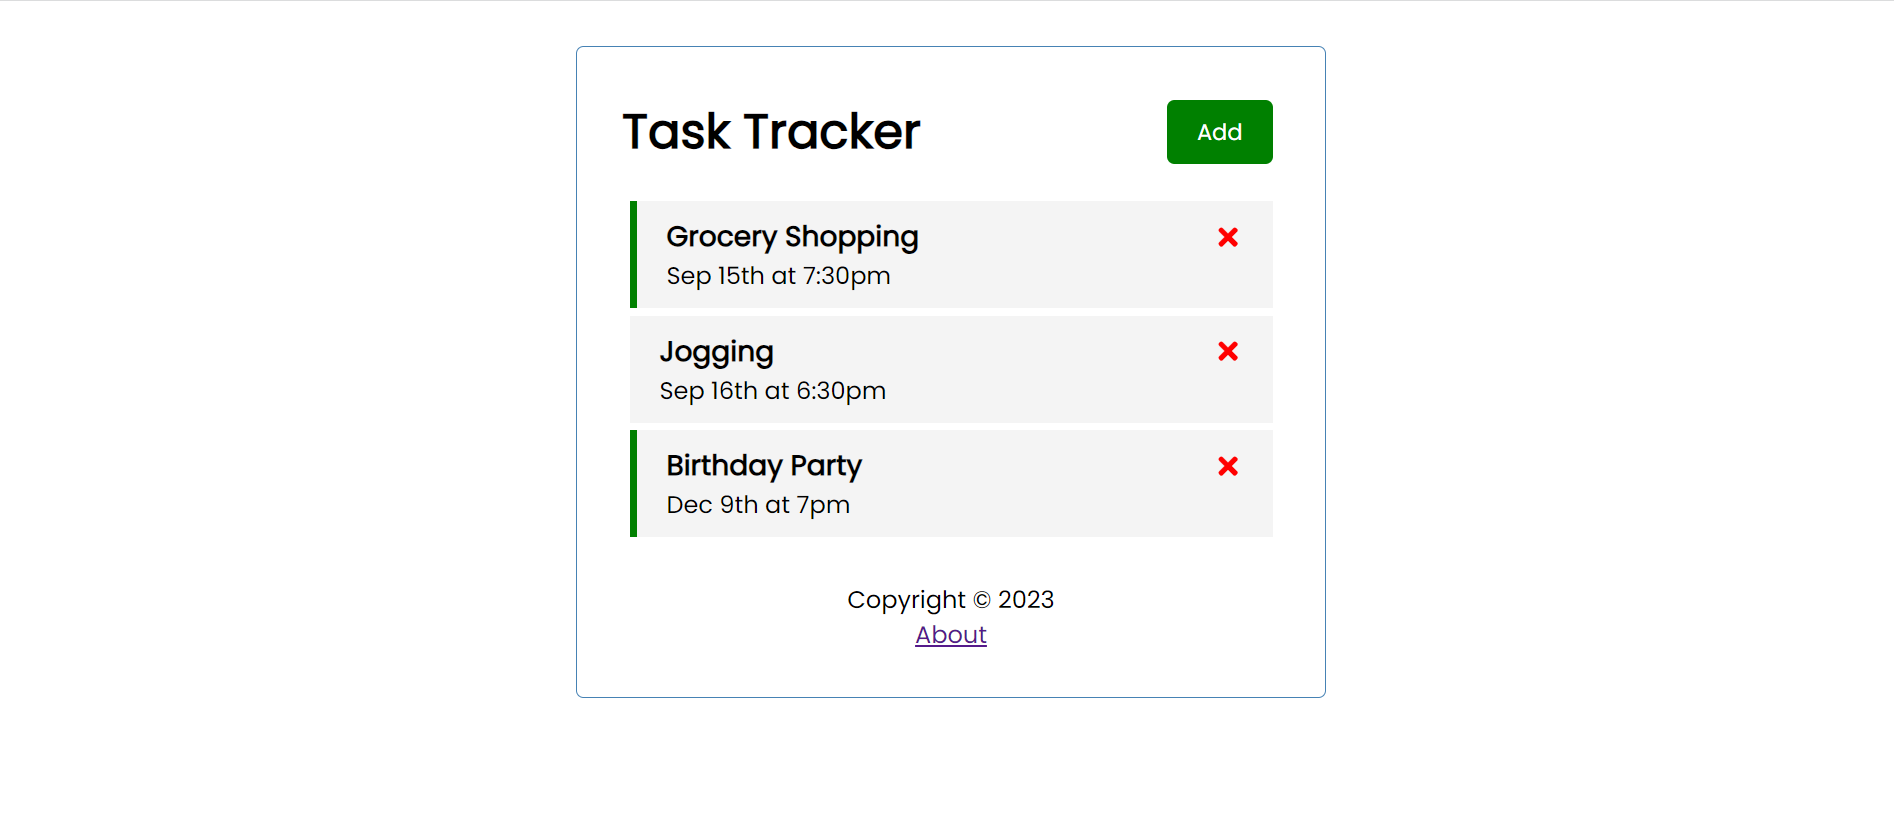 Task Tracker
Add
Grocery Shopping
Sep 15th at 7:30pm
Jogging
Sep 16th at 6:30pm
Birthday Party
Dec 9th at 7pm
Copyright © 2023
About